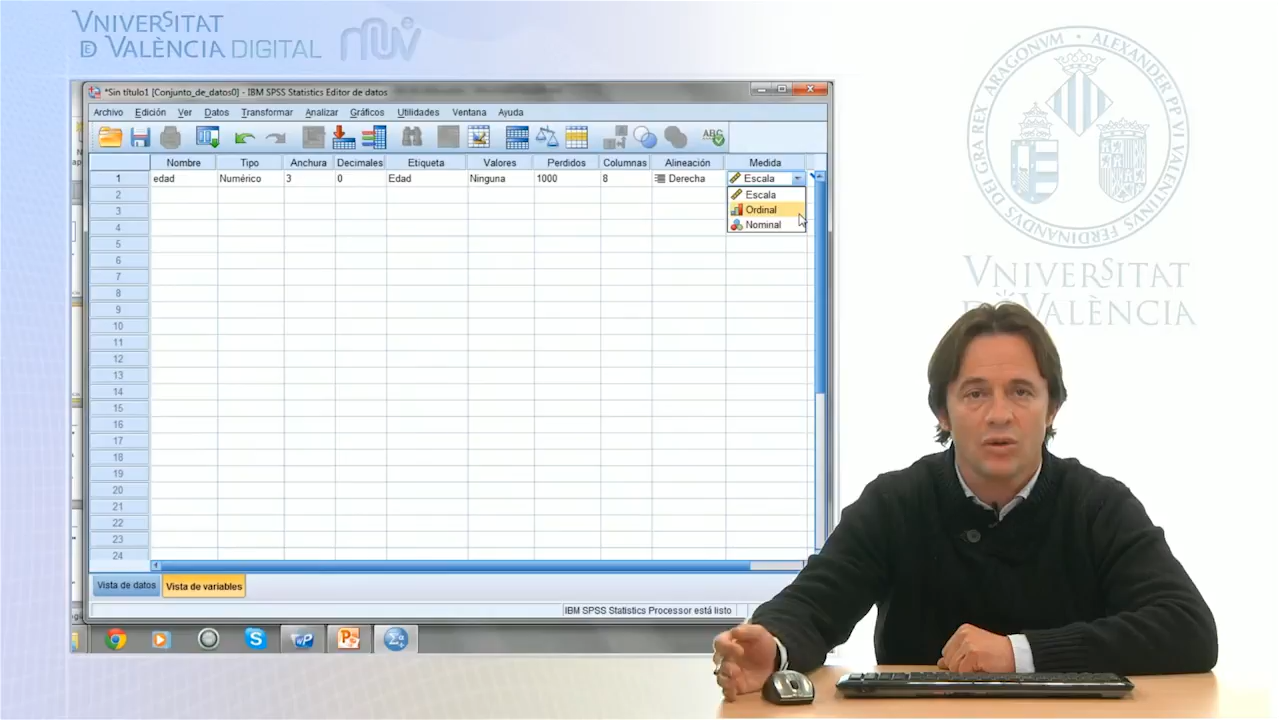 VNIVERSITAT
DE VALÈNCIA DIGITAL
nuv
*Sin título1 [Conjunto_de_datos0] - IBM SPSS Statistics Editor de datos
Archivo Edición Ver Datos Transformar Analizar Gráficos Utilidades Ventana Ayuda
Nombre Tipo Anchura Decimales Etiqueta Valores Perdidos Columnas Alineación Medida
1 edad Numérico 3 0 Edad Ninguna 1000 8 Derecha Escala
2 Escala
3 Ordinal
4 Nominal
5
6
7
8
9
10
11
12
13
14
15
16
17
18
19
20
21
22
23
24
Vista de datos Vista de variables
IBM SPSS Statistics Processor está listo
VNIVERSITAT
DE VALÈNCIA